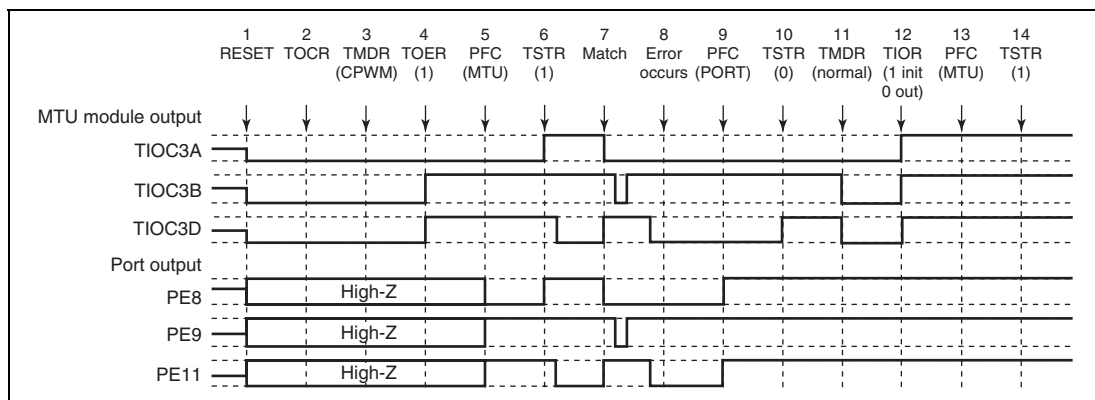 1 2 3 4 5 6 7 8 9 10 11 12 13 14
RESET TOCR TMDR TOER PFC TSTR Match Error PFC TSTR TMDR TIOR PFC TSTR
(CPWM) (1) (MTU) (1) occurs (PORT) (0) (normal) (1 init (MTU) (1)
0 out)
MTU module output
TIOC3A
TIOC3B
TIOC3D
Port output
PE8 High-Z
PE9 High-Z
PE11 High-Z